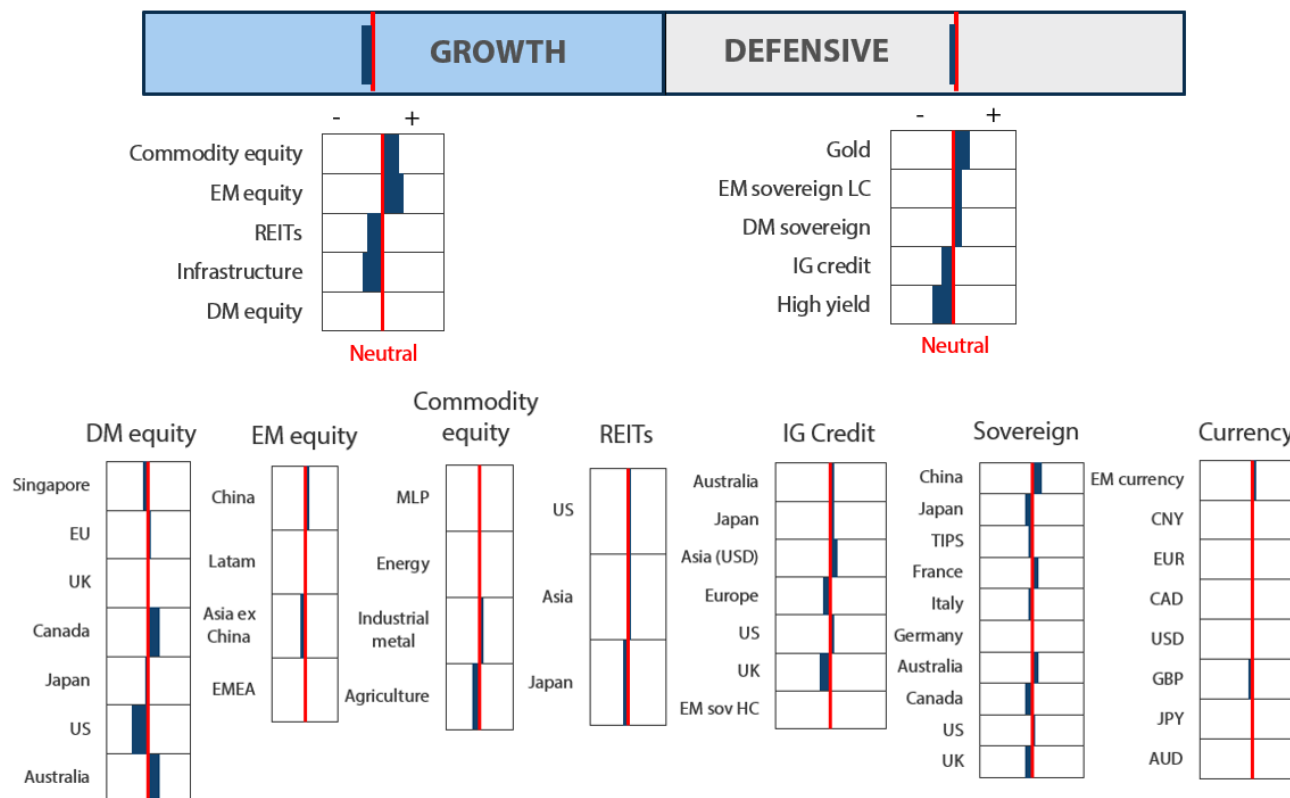 GROWTH
DEFENSIVE
- +
Commodity equity
EM equity
REITs
Infrastructure
DM equity
Neutral
- +
Gold
EM sovereign LC
DM sovereign
IG credit
High yield
Neutral
DM equity
Singapore
EU
UK
Canada
Japan
US
Australia
EM equity
China
Latam
Asia ex
China
EMEA
Commodity
equity
MLP
Energy
Industrial
metal
Agriculture
REITs
US
Asia
Japan
IG Credit
Australia
Japan
Asia (USD)
Europe
US
UK
EM sov HC
Sovereign
China
Japan
TIPS
France
Italy
Germany
Australia
Canada
US
UK
Currency
EM currency
CNY
EUR
CAD
USD
GBP
JPY
AUD